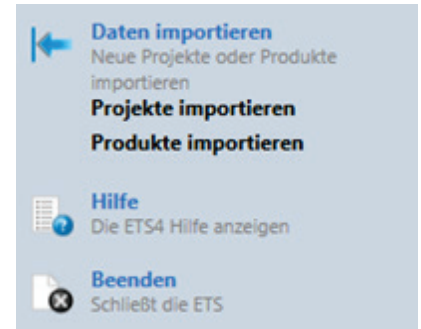 Daten importieren
Neue Projekte oder Produkte
importieren
Projekte importieren
Produkte importieren
Hilfe
Die ETS4 Hilfe anzeigen
Beenden
Schließt die ETS